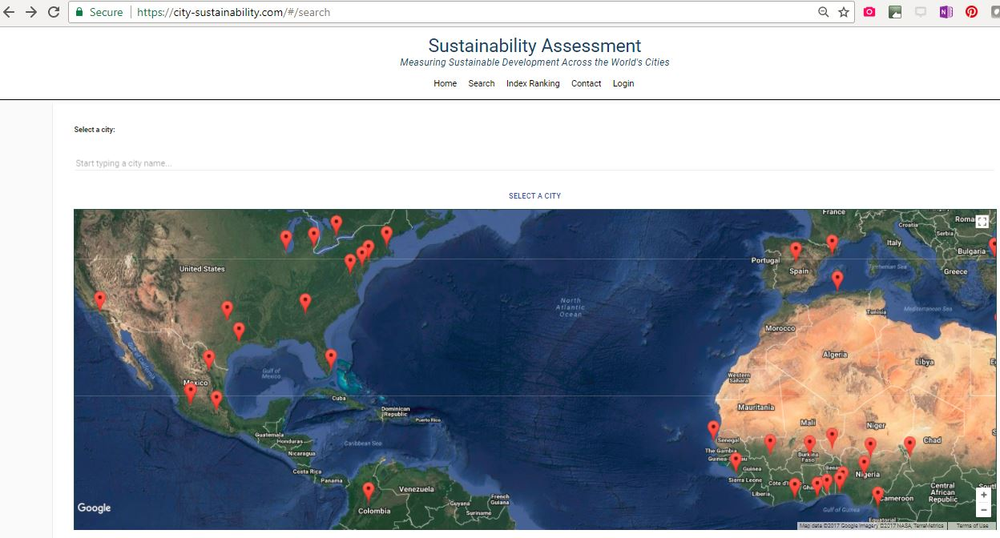 Secure
https://city-sustainability.com/#/search
Sustainability Assessment
Measuring Sustainable Development Across the World's Cities
Home Search Index Ranking Contact Login
Select a city:
Start typing a city name...
SELECT A CITY
France
Croatia
Roma
Serbia
Italy
Bulgaria
Portugal
Spain
Tyrrhenian Sea
Greece
United States
North
Atlantic
Ocean
Tunisia
Mediterranean Sea
Morocco
Gulf of California
Algeria
Libya
E
Gulf of
Mexico
Mexico
Western
Sahara
Cuba
Dominican
Republic
Puerto Rico
Mauritania
Mali
Niger
Chad
S
Guatemala
Honduras
Caribbean Sea
Senegal
The Gambia
Guinea-
au
Burkina
Faso
Nicaragua
Guinea
Benin
Nigeria
Costa Rica
Panama
Sierra Leone
Côte d'I
Gha
Liberia
Venezuela
Central
African
Republic
South
Cameroon
French
Guiana
Guyana
Suriname
Colombia
Gulf of Guinea
Equatorial
Google
Map data ©2017 Google Imagery ©2017 NASA, TerraMetrics
Terms of Use